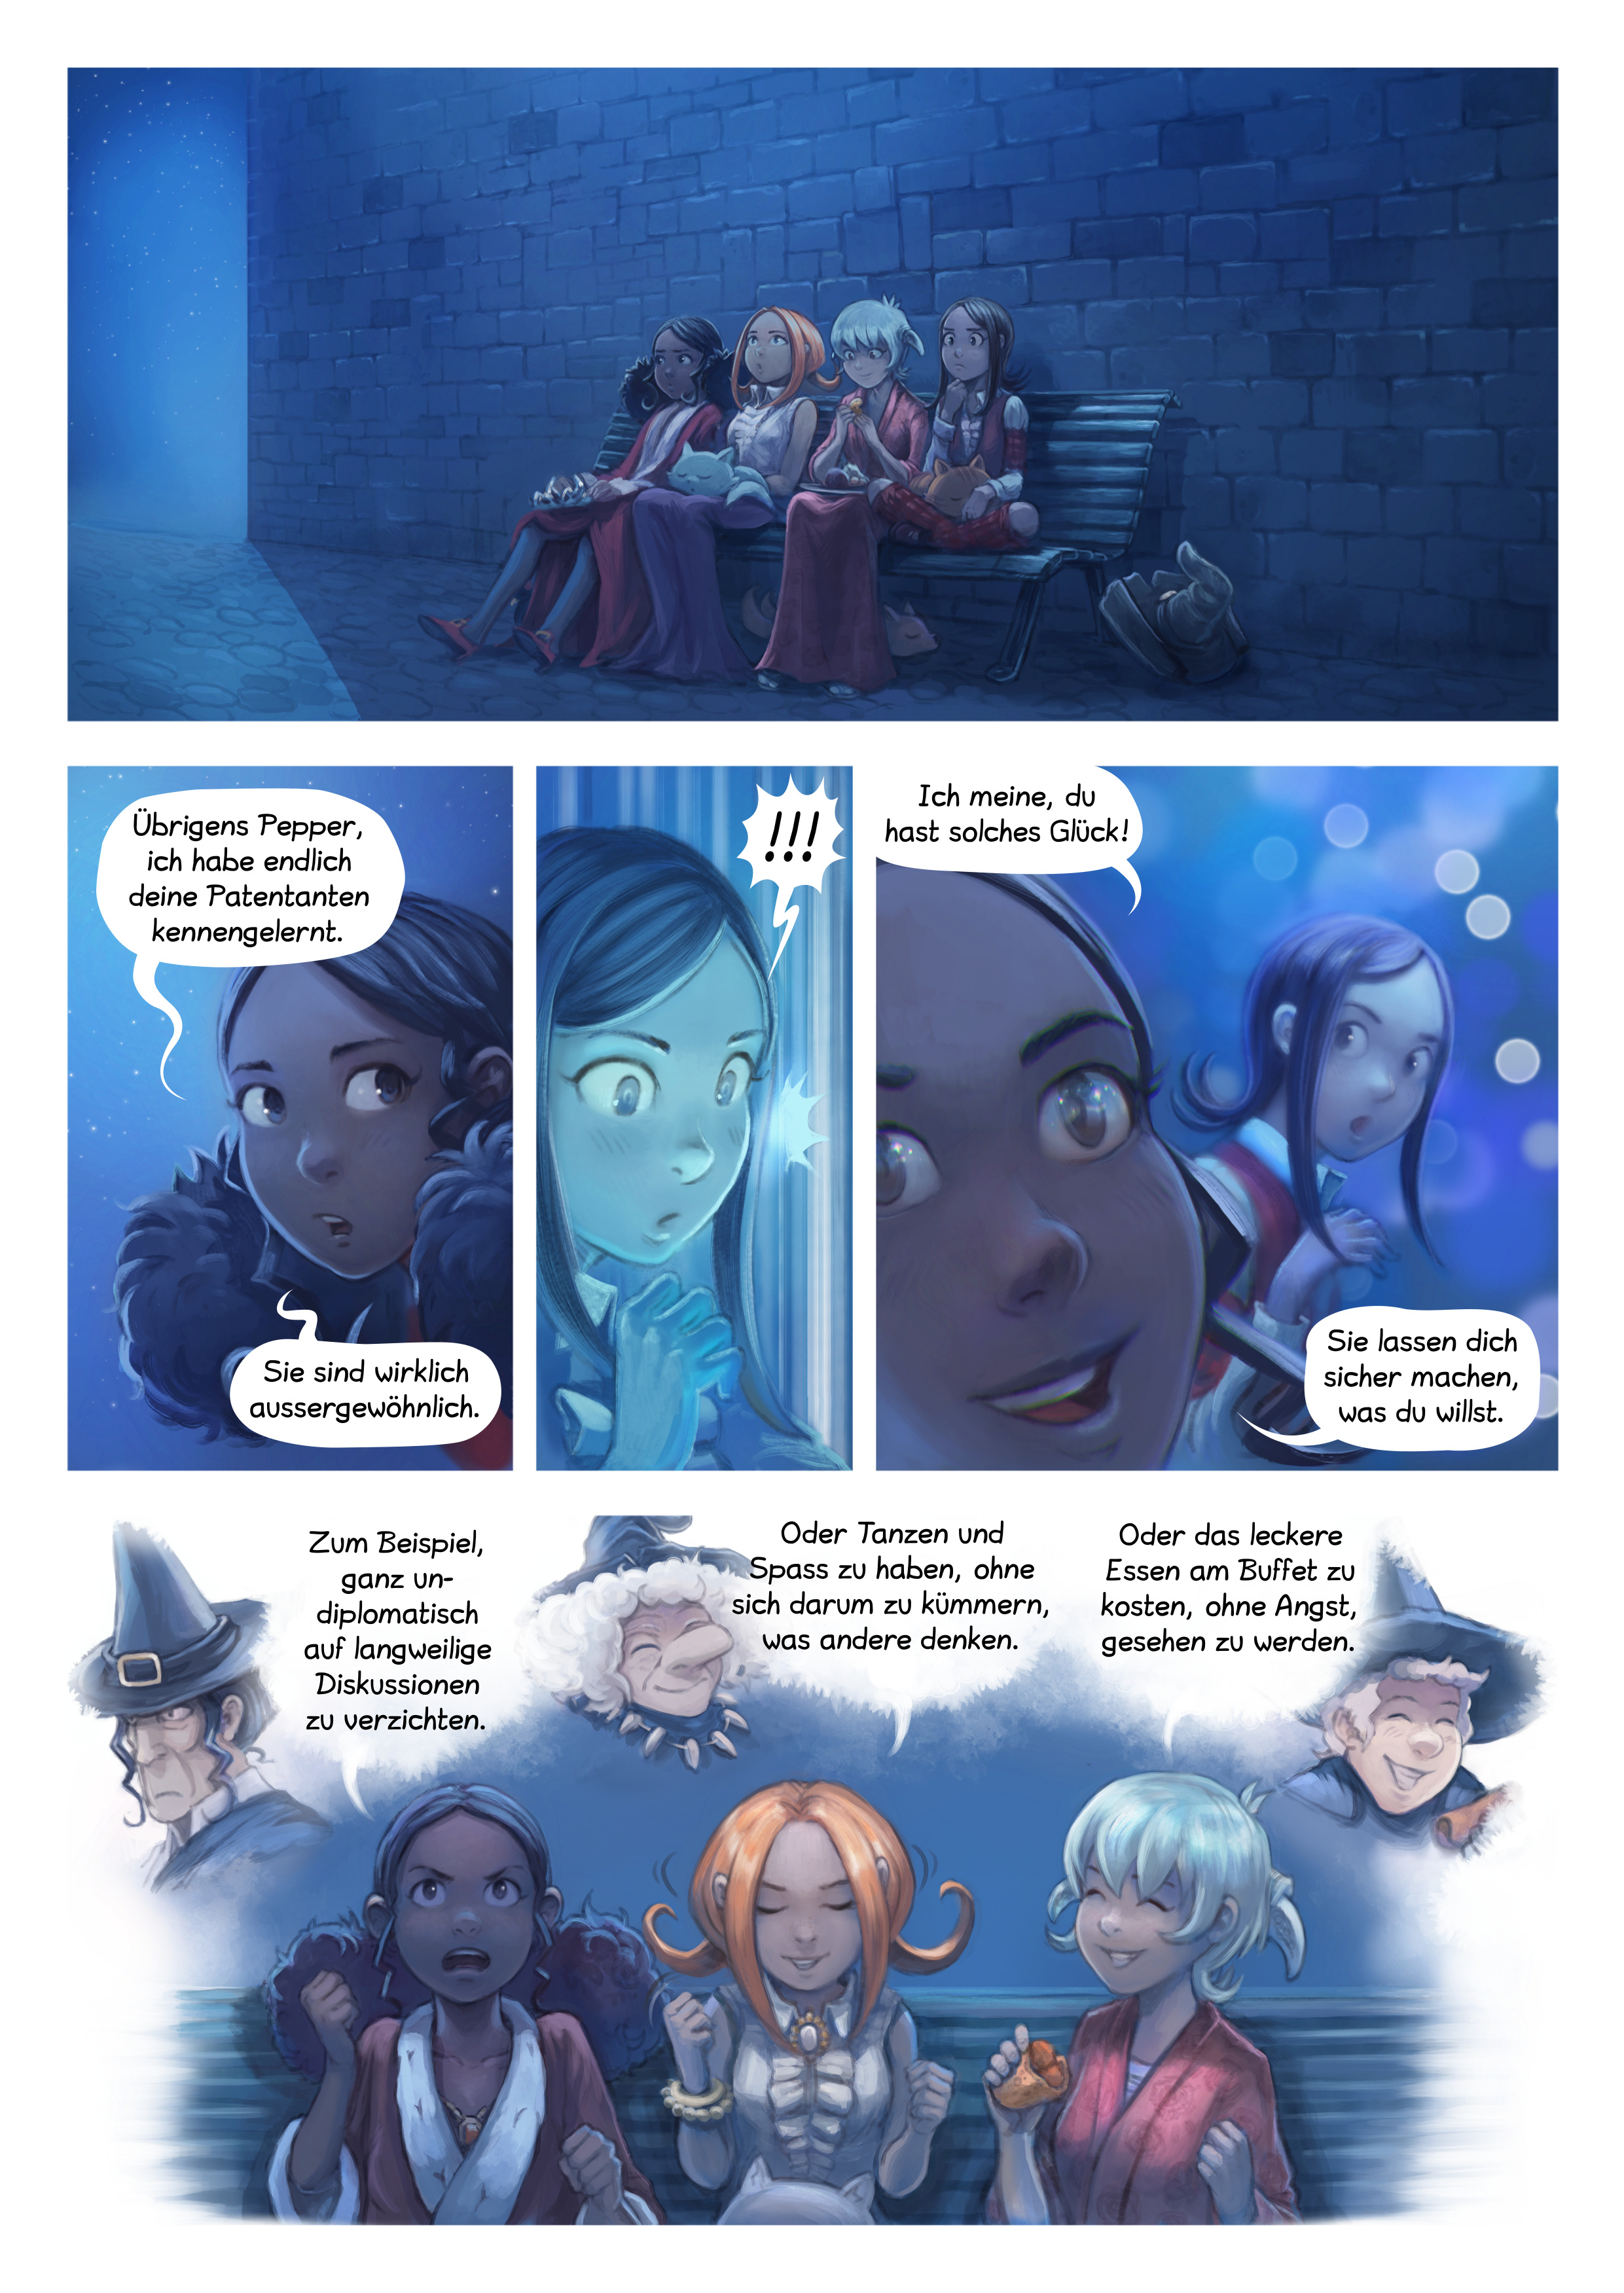 Übrigens Pepper,
ich habe endlich
deine Patentanten
kennengelernt.
Sie sind wirklich
aussergewöhnlich.
!!!
Ich meine, du
hast solches Glück!
Sie lassen dich
sicher machen,
was du willst.
Zum Beispiel,
ganz un-
diplomatisch
auf langweilige
Diskussionen
zu verzichten.
Oder Tanzen und
Spass zu haben, ohne
sich darum zu kümmern,
was andere denken.
Oder das leckere
Essen am Buffet zu
kosten, ohne Angst,
gesehen zu werden.